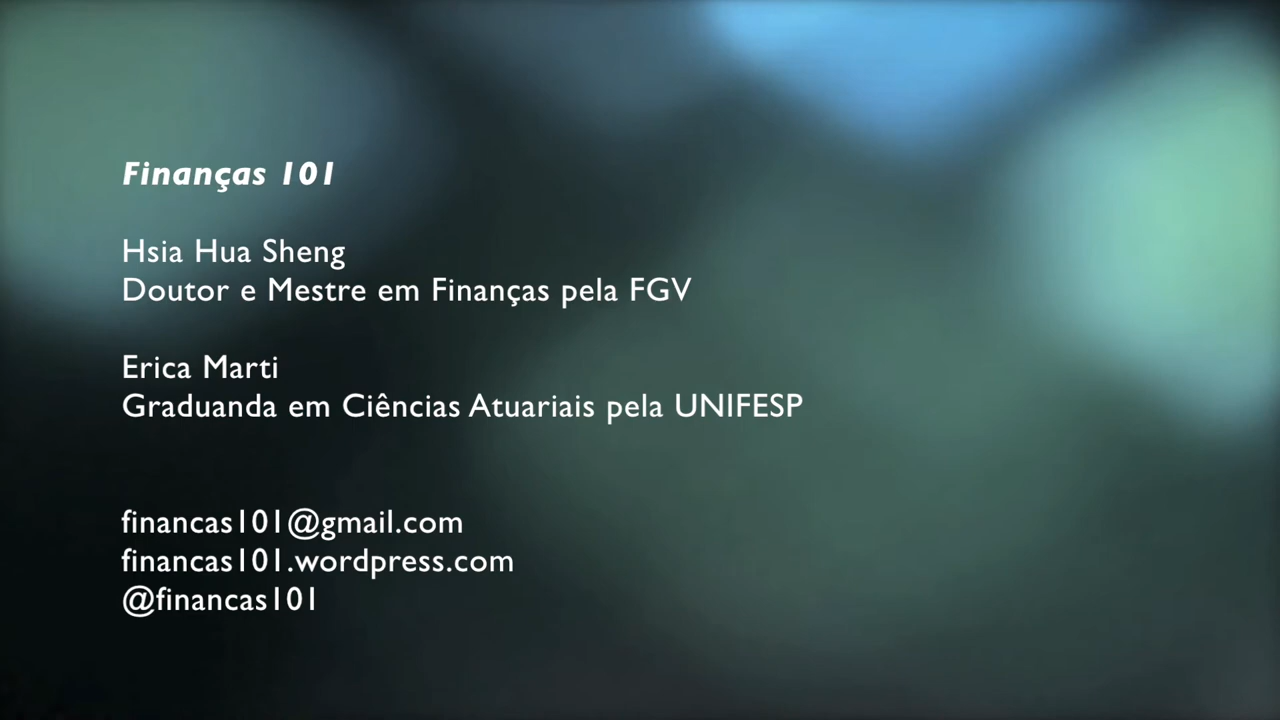 Finanças 101
Hsia Hua Sheng
Doutor e Mestre em Finanças pela FGV
Erica Marti
Graduanda em Ciências Atuariais pela UNIFESP
financas101@gmail.com
financas101.wordpress.com
@financas101